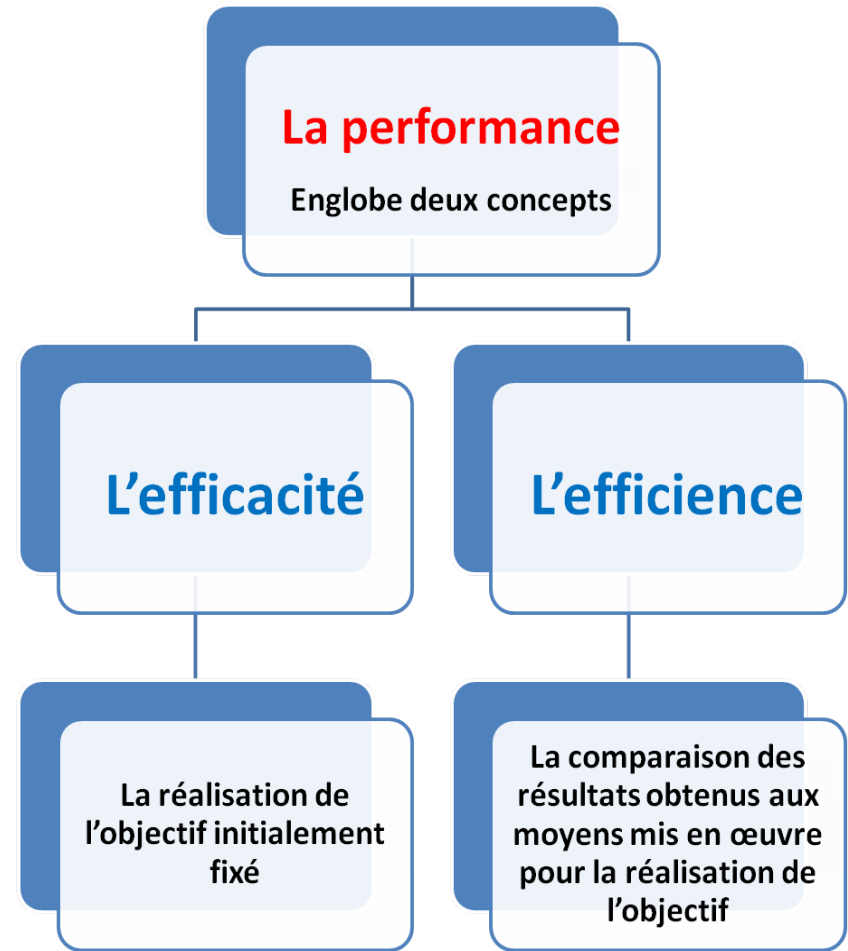 La performance
Englobe deux concepts
L’efficacité
L’efficience
La réalisation de
l’objectif initialement
fixé
La comparaison des
résultats obtenus aux
moyens mis en œuvre
pour la réalisation de
l’objectif